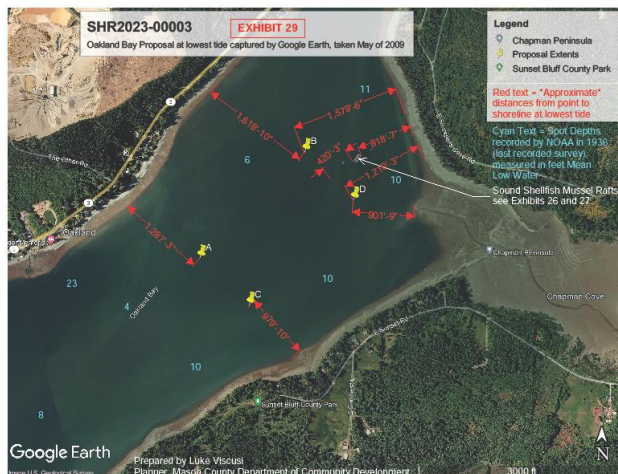 SHR2023-00003
EXHIBIT 29
Oakland Bay Proposal at lowest tide captured by Google Earth, taken May of 2009
Legend
Chapman Peninsula
Proposal Extents
Sunset Bluff County Park
Red text = "Approximate"
distances from point to
shoreline at lowest tide
Cyan Text = Spot Depths
recorded by NOAA in 1936
(last recorded survey),
measured in feet Mean
Low Water
Sound Shellfish Mussel Rafts
see Exhibits 26 and 27
11
1,579'-6"
1,618'-10"
B
420'-3"
818'-7"
6
10
D
901'-9"
3
3
Oakland
1,267'-3"
A
Chapman Peninsula
23
10
Chapman Cove
Oakland Bay
4
C
979'-10"
10
Sunset Bluff County Park
8
Google Earth
Prepared by Luke Viscusi
Planner, Mason County Department of Community Development
3000 ft
N